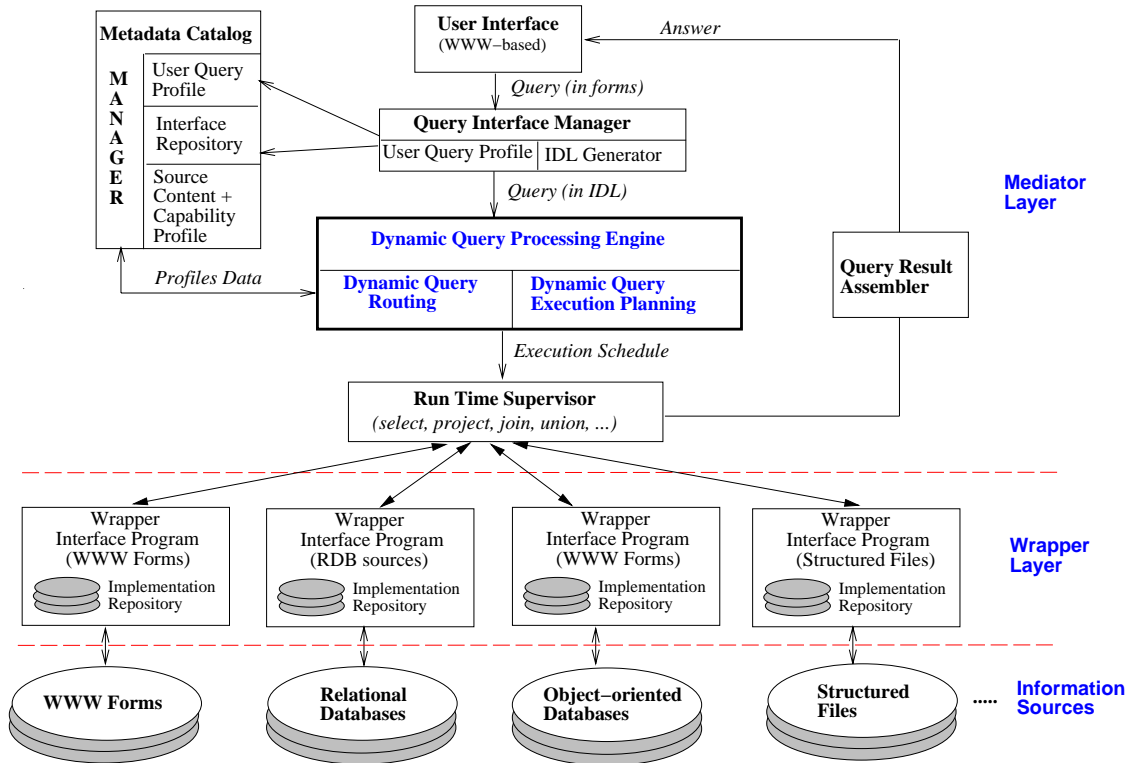 Metadata Catalog
M
A
N
A
G
E
R
User Query
Profile
Interface
Repository
Source
Content +
Capability
Profile
User Interface
(WWW−based)
Answer
Query (in forms)
Query Interface Manager
User Query Profile
IDL Generator
Query (in IDL)
Mediator
Layer
Dynamic Query Processing Engine
Dynamic Query
Routing
Dynamic Query
Execution Planning
Profiles Data
Query Result
Assembler
Execution Schedule
Run Time Supervisor
(select, project, join, union, ...)
Wrapper
Interface Program
(WWW Forms)
Implementation
Repository
Wrapper
Interface Program
(RDB sources)
Implementation
Repository
Wrapper
Interface Program
(WWW Forms)
Implementation
Repository
Wrapper
Interface Program
(Structured Files)
Implementation
Repository
Wrapper
Layer
WWW Forms
Relational
Databases
Object−oriented
Databases
Structured
Files
.....
Information
Sources